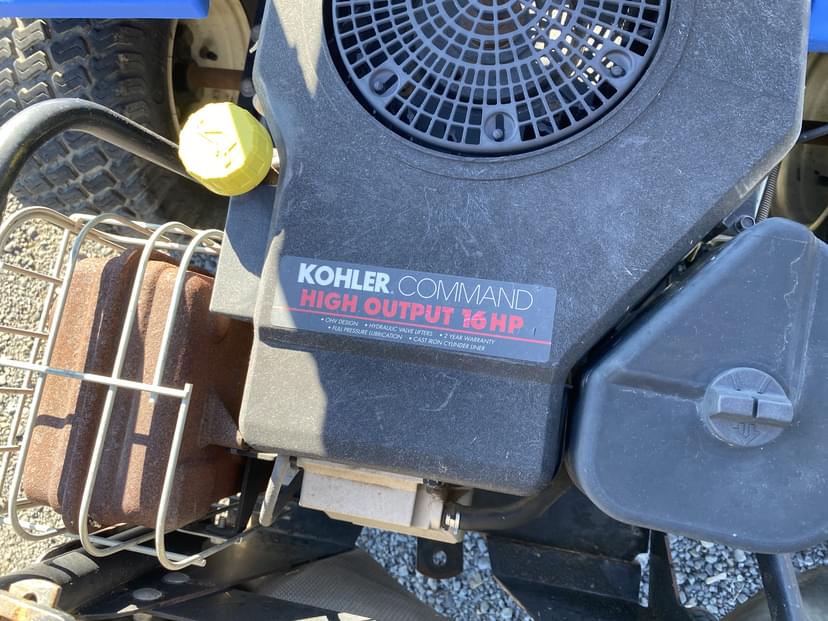 KOHLER. COMMAND
HIGH OUTPUT 16 HP
• OHV DESIGN • HYDRAULIC VALVE LIFTERS • 2 YEAR WARRANTY
• FULL PRESSURE LUBRICATION • CAST IRON CYLINDER LINER